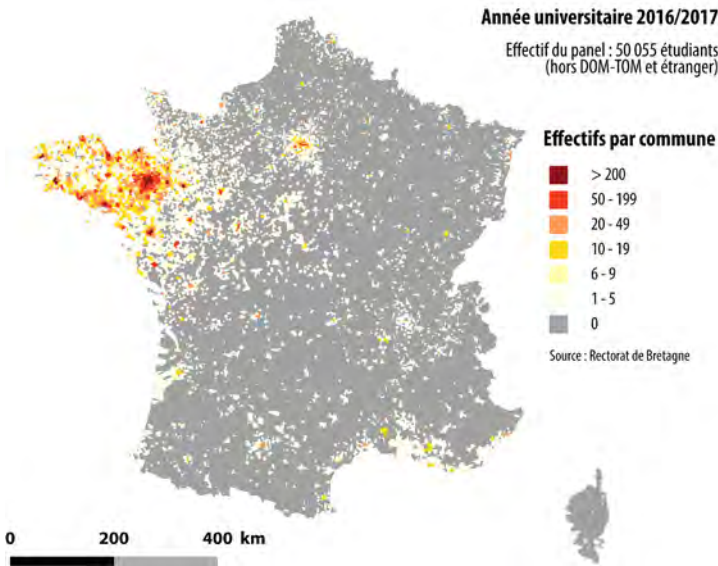 Année universitaire 2016/2017
Effectif du panel : 50 055 étudiants
(hors DOM-TOM et étranger)
Effectifs par commune
> 200
50 - 199
20 - 49
10 - 19
6 - 9
1 - 5
0
Source : Rectorat de Bretagne
0 200 400 km